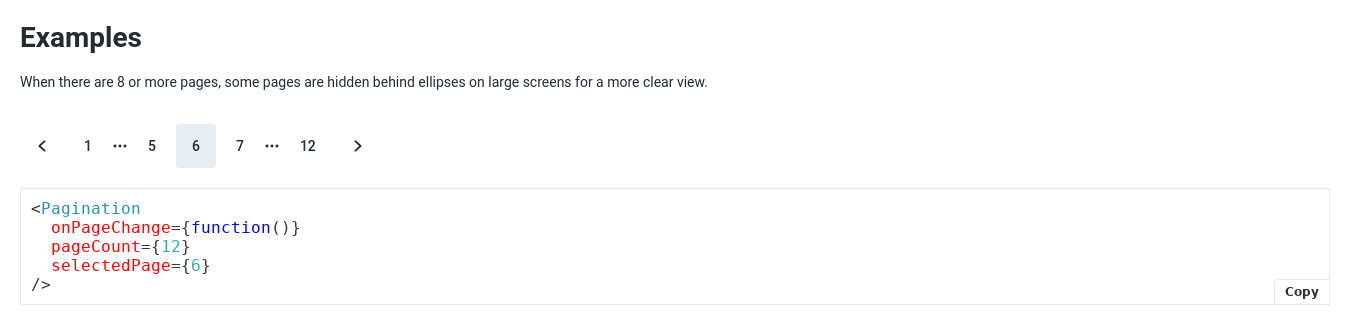 Examples
When there are 8 or more pages, some pages are hidden behind ellipses on large screens for a more clear view.
< 1 ••• 5 6 7 ••• 12 >
<Pagination
  onPageChange={function()}
  pageCount={12}
  selectedPage={6}
/>
Copy